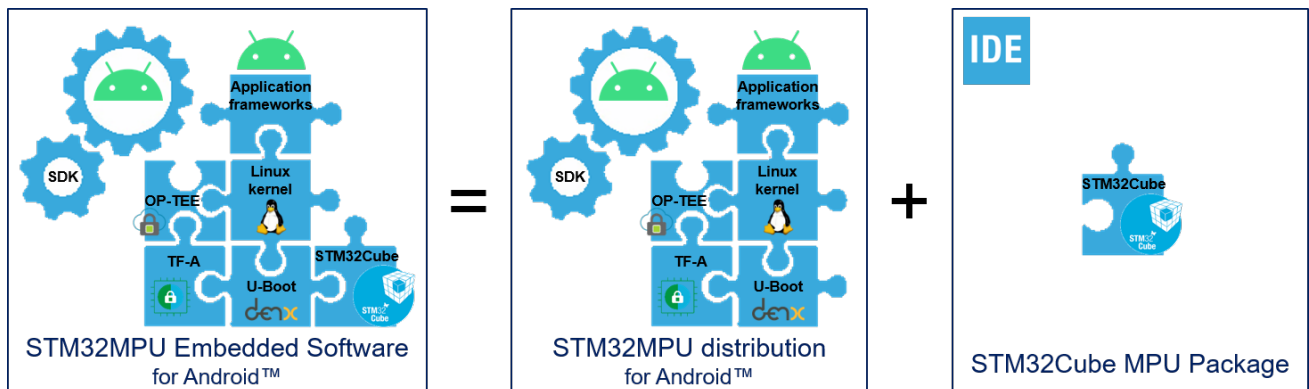 Application
frameworks
SDK
Linux
kernel
OP-TEE
TF-A
STM32Cube
U-Boot
denx
STM32
Cube
STM32MPU Embedded Software
for Android™
=
Application
frameworks
SDK
Linux
kernel
OP-TEE
TF-A
U-Boot
denx
STM32MPU distribution
for Android™
+
IDE
STM32Cube
STM32
Cube
STM32Cube MPU Package